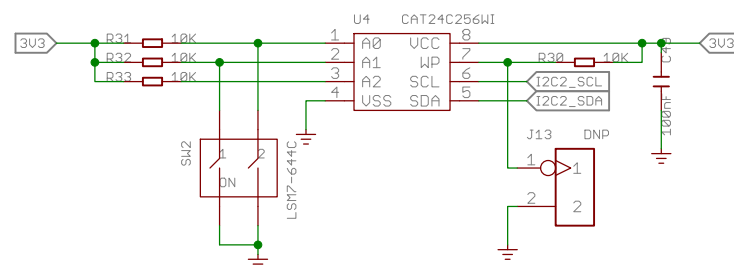 U4 CAT24C256WI
3V3
R31 10K
R32 10K
R33 10K
1 A0 VCC 8
2 A1 WP 7
3 A2 SCL 6
4 VSS SDA 5
R30 10K
3V3
C49
100nF
I2C2_SCL
I2C2_SDA
SW2
1 2
ON
LSM7-644C
J13 DNP
1 1
2 2